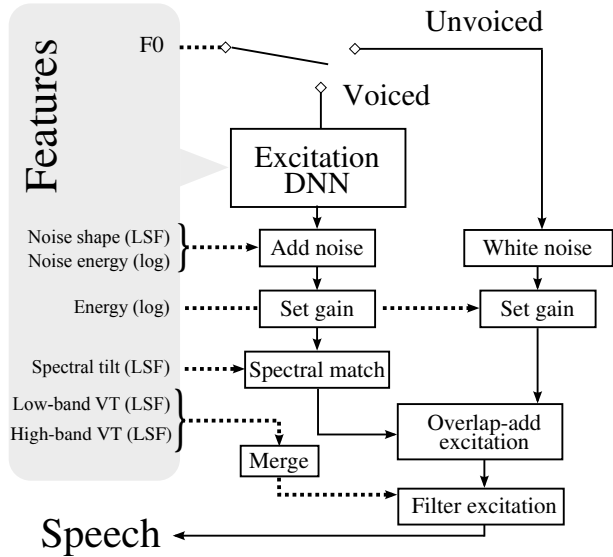 Unvoiced
F0
Voiced
Features
Excitation
DNN
Noise shape (LSF)
Noise energy (log)
Add noise
White noise
Energy (log)
Set gain
Set gain
Spectral tilt (LSF)
Spectral match
Low-band VT (LSF)
High-band VT (LSF)
Overlap-add
excitation
Merge
Filter excitation
Speech